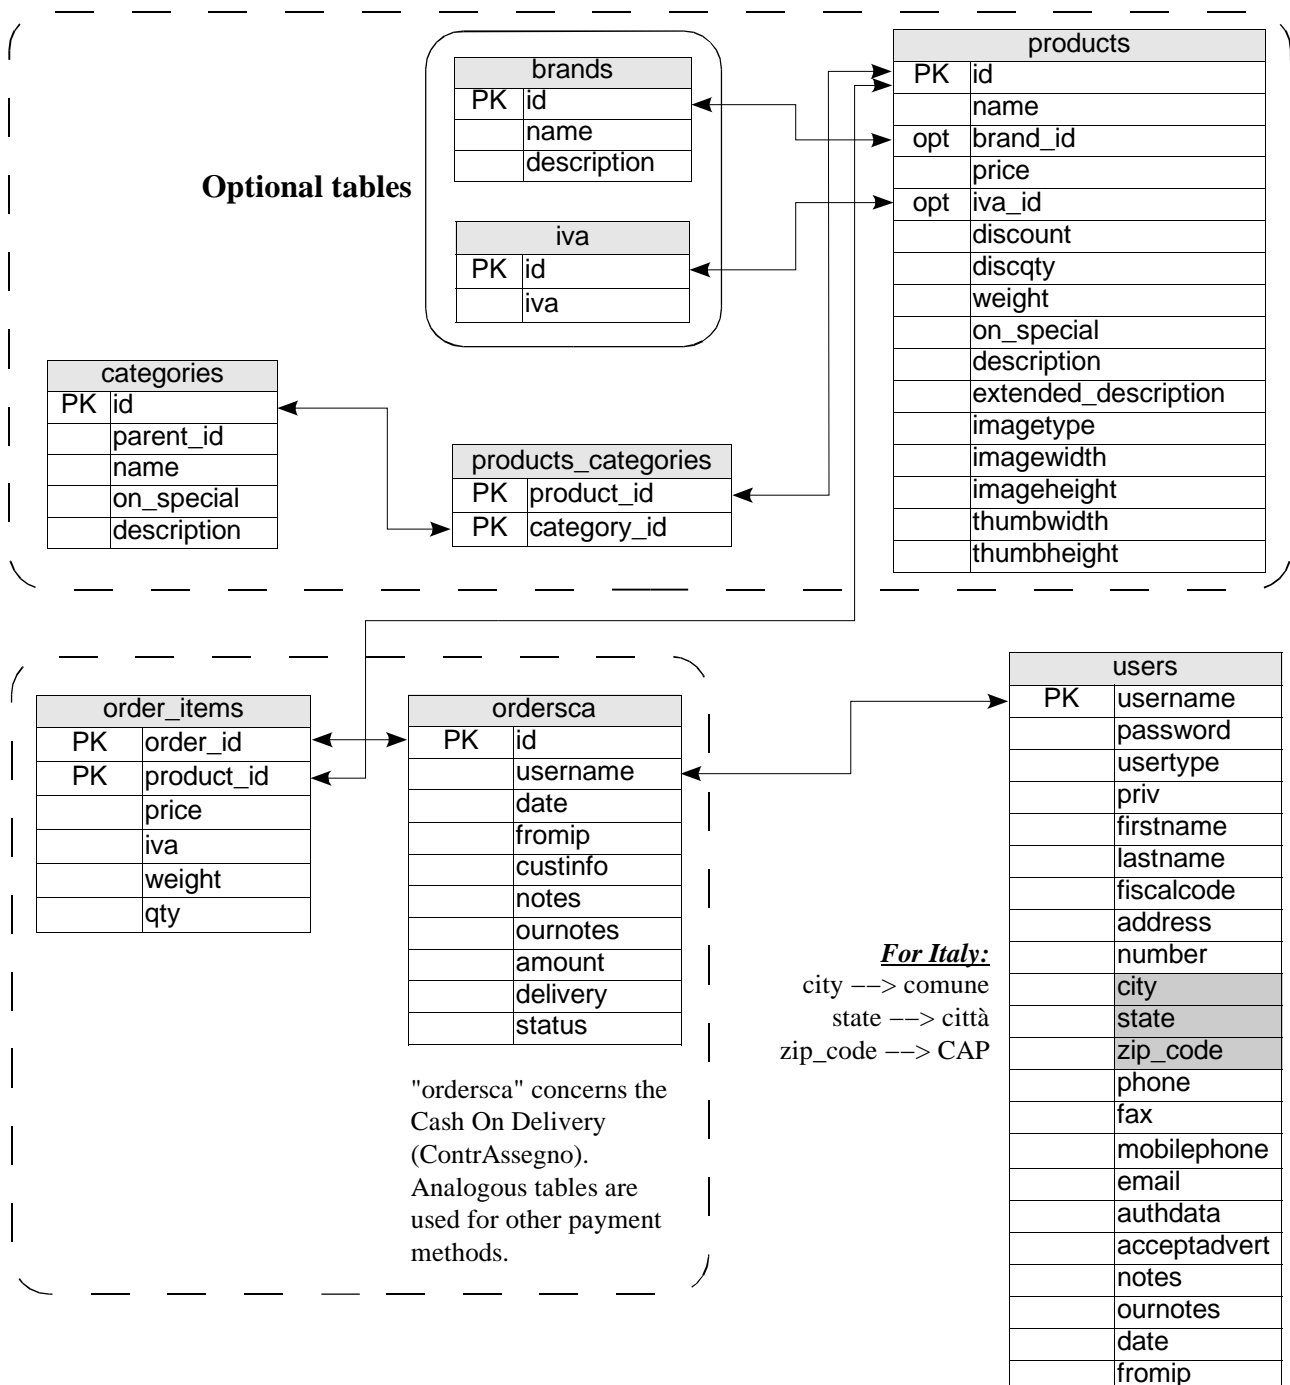 brands
PK id
name
description
Optional tables
iva
PK id
iva
products
PK id
name
opt brand_id
price
opt iva_id
discount
discqty
weight
on_special
description
extended_description
imagetype
imagewidth
imageheight
thumbwidth
thumbheight
categories
PK id
parent_id
name
on_special
description
products_categories
PK product_id
PK category_id
order_items
PK order_id
PK product_id
price
iva
weight
qty
ordersca
PK id
username
date
fromip
custinfo
notes
ournotes
amount
delivery
status
"ordersca" concerns the
Cash On Delivery
(ContrAssegno).
Analogous tables are
used for other payment
methods.
For Italy:
city −−> comune
state −−> città
zip_code −−> CAP
users
PK username
password
usertype
priv
firstname
lastname
fiscalcode
address
number
city
state
zip_code
phone
fax
mobilephone
email
authdata
acceptadvert
notes
ournotes
date
fromip